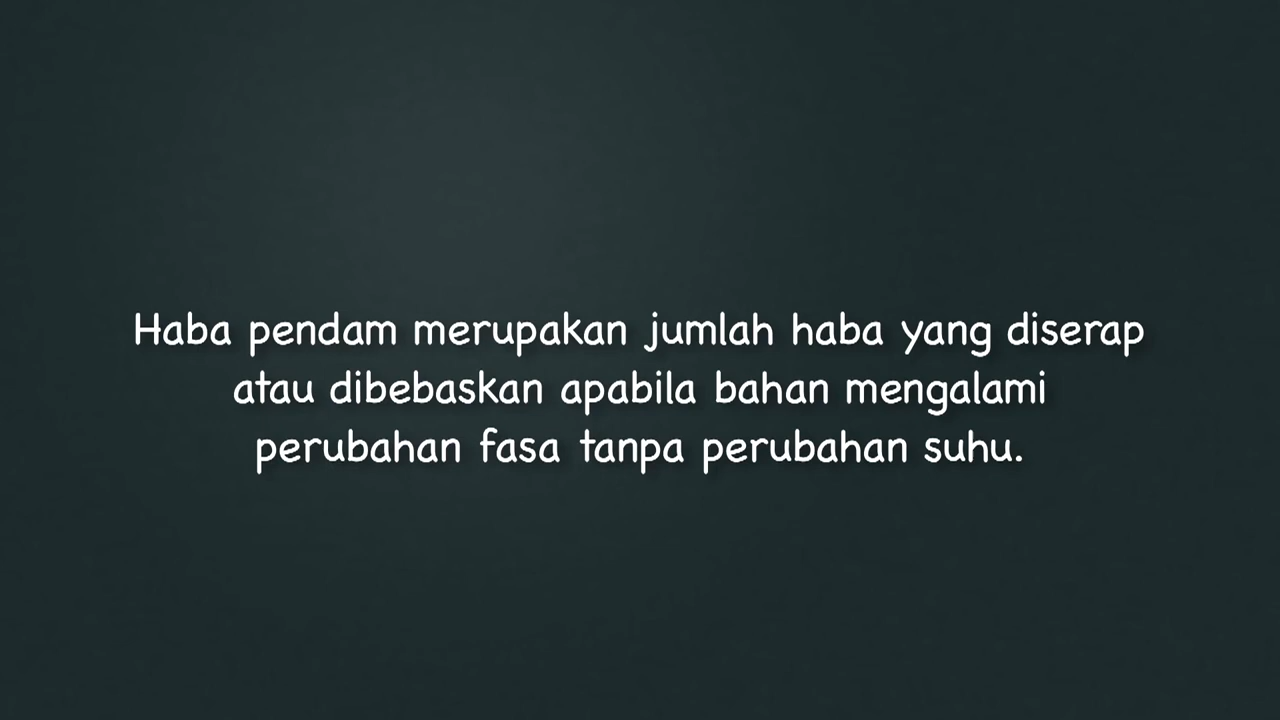 Haba pendam merupakan jumlah haba yang diserap
atau dibebaskan apabila bahan mengalami
perubahan fasa tanpa perubahan suhu.